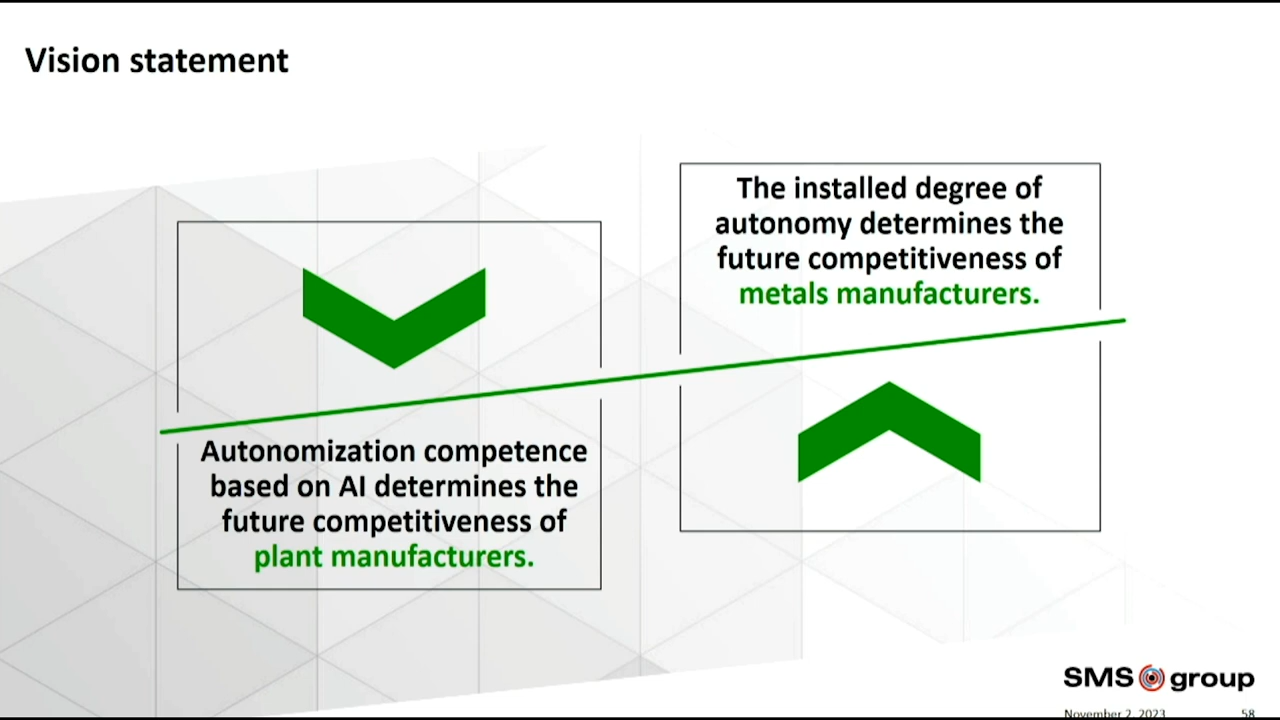 Vision statement
The installed degree of
autonomy determines the
future competitiveness of
metals manufacturers.
Autonomization competence
based on AI determines the
future competitiveness of
plant manufacturers.
SMS group
November 2, 2023 58